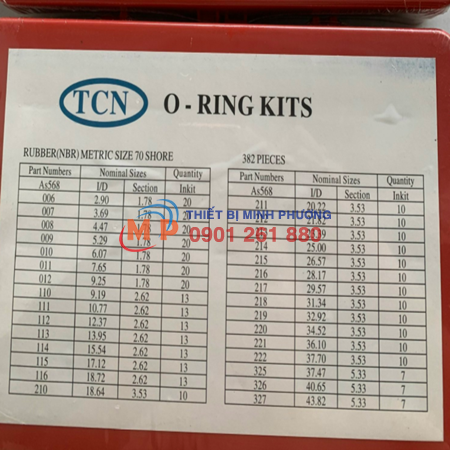 TCN O - RING KITS
RUBBER(NBR) METRIC SIZE 70 SHORE
Part Numbers Nominal Sizes Quantity
As568 I/D Section Inkit
006 2.90 1.78 20
007 3.69 1.78 20
008 4.47 20
009 5.29 1.78 20
010 6.07 1.78 20
011 7.65 1.78 20
012 9.25 1.78 20
110 9.19 2.62 13
111 10.77 2.62 13
112 12.37 2.62 13
113 13.95 2.62 13
114 15.54 2.62 13
115 17.12 2.62 13
116 18.72 2.62 13
210 18.64 3.53 10
382 PIECES
Part Numbers Nominal Sizes Quantity
As568 I/D Section Inkit
211 20.22 3.53 10
10
10
214 25.00 3.53 10
215 26.57 3.53 10
216 28.17 3.53 10
217 29.57 3.53 10
218 31.34 3.53 10
219 32.92 3.53 10
220 34.52 3.53 10
221 36.10 3.53 10
222 37.70 3.53 10
325 37.47 5.33 7
326 40.65 5.33 7
327 43.82 5.33 7
MP
THIẾT BỊ MINH PHƯƠNG
0901 261 880